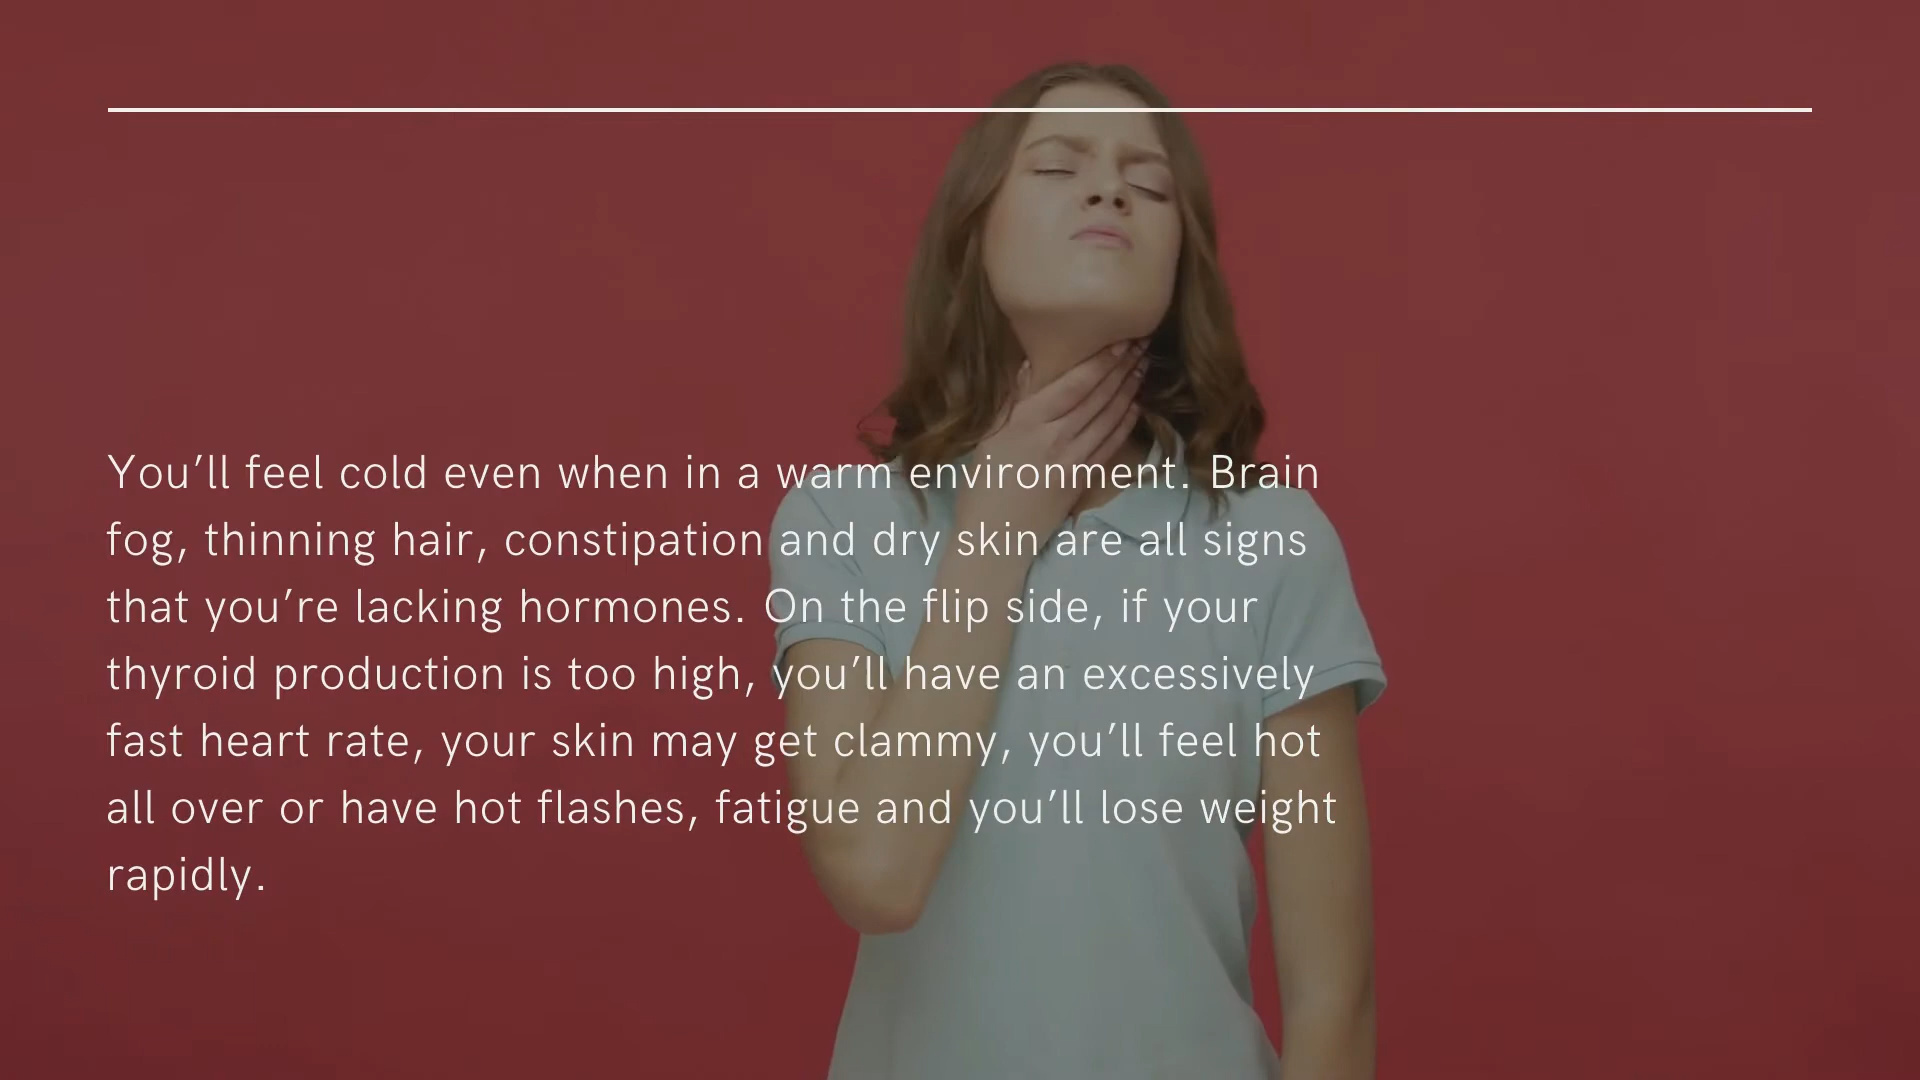 You’ll feel cold even when in a warm environment. Brain
fog, thinning hair, constipation and dry skin are all signs
that you’re lacking hormones. On the flip side, if your
thyroid production is too high, you’ll have an excessively
fast heart rate, your skin may get clammy, you’ll feel hot
all over or have hot flashes, fatigue and you’ll lose weight
rapidly.